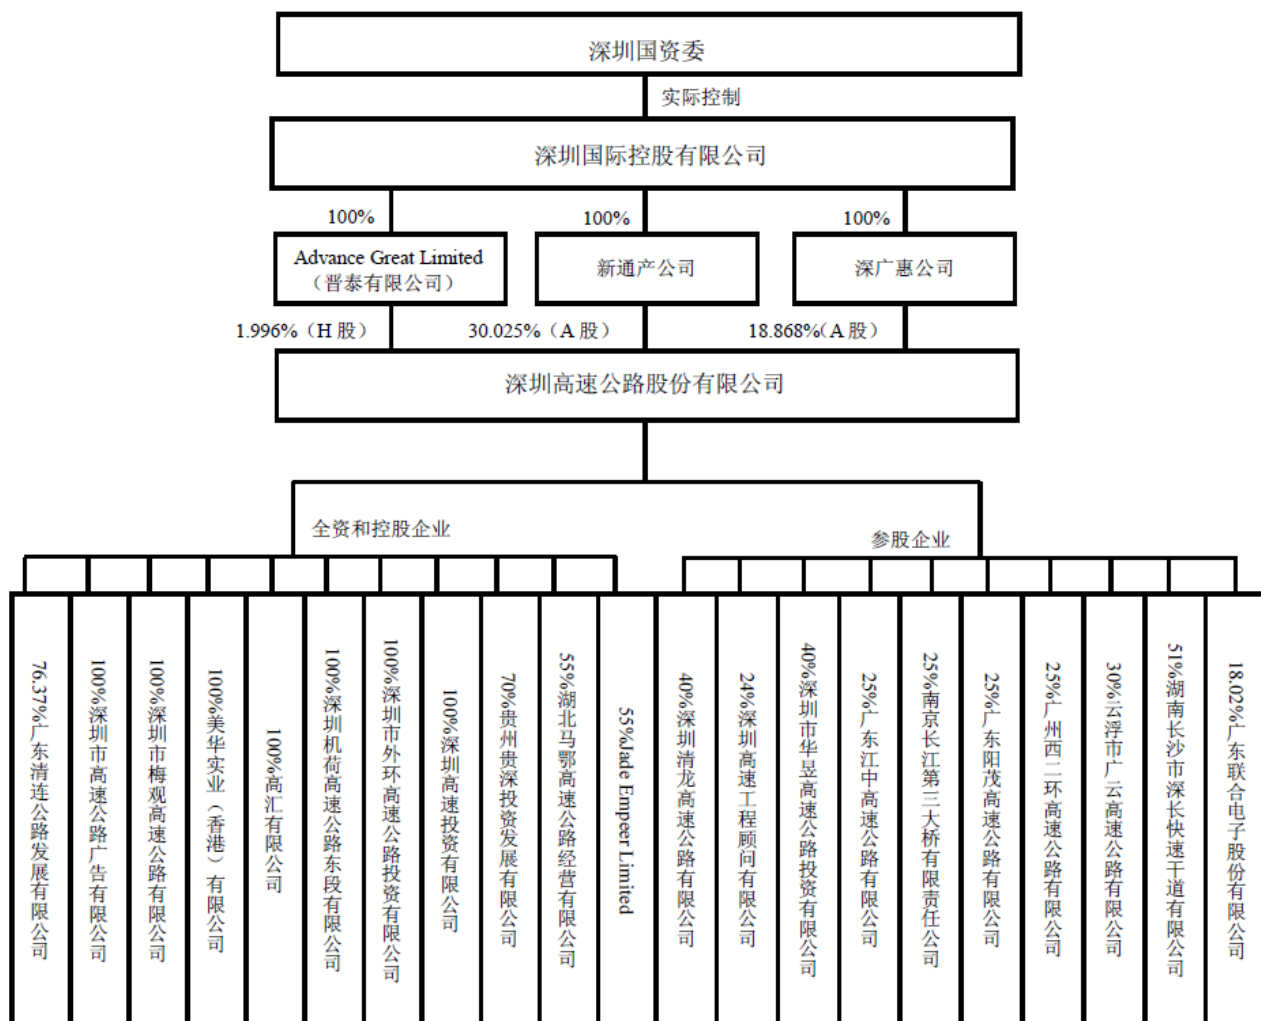 深圳国资委
实际控制
深圳国际控股有限公司
100%
100%
100%
Advance Great Limited
（晋泰有限公司）
新通产公司
深广惠公司
1.996%（H 股）
30.025%（A 股）
18.868%（A 股）
深圳高速公路股份有限公司
全资和控股企业
参股企业
76.37%广东清连公路发展有限公司
100%深圳市高速公路广告有限公司
100%深圳市梅观高速公路有限公司
100%美华实业（香港）有限公司
100%高汇有限公司
100%深圳机荷高速公路东段有限公司
100%深圳市外环高速公路投资有限公司
100%深圳高速投资有限公司
70%贵州贵深投资发展有限公司
55%湖北马鄂高速公路经营有限公司
55%Jade Empeer Limited
40%深圳清龙高速公路有限公司
24%深圳高速工程顾问有限公司
40%深圳市华昱高速公路投资有限公司
25%广东江中高速公路有限公司
25%南京长江第三大桥有限责任公司
25%广东阳茂高速公路有限公司
25%广州西二环高速公路有限公司
30%云浮市广云高速公路有限公司
51%湖南长沙市深长快速干道有限公司
18.02%广东联合电子股份有限公司